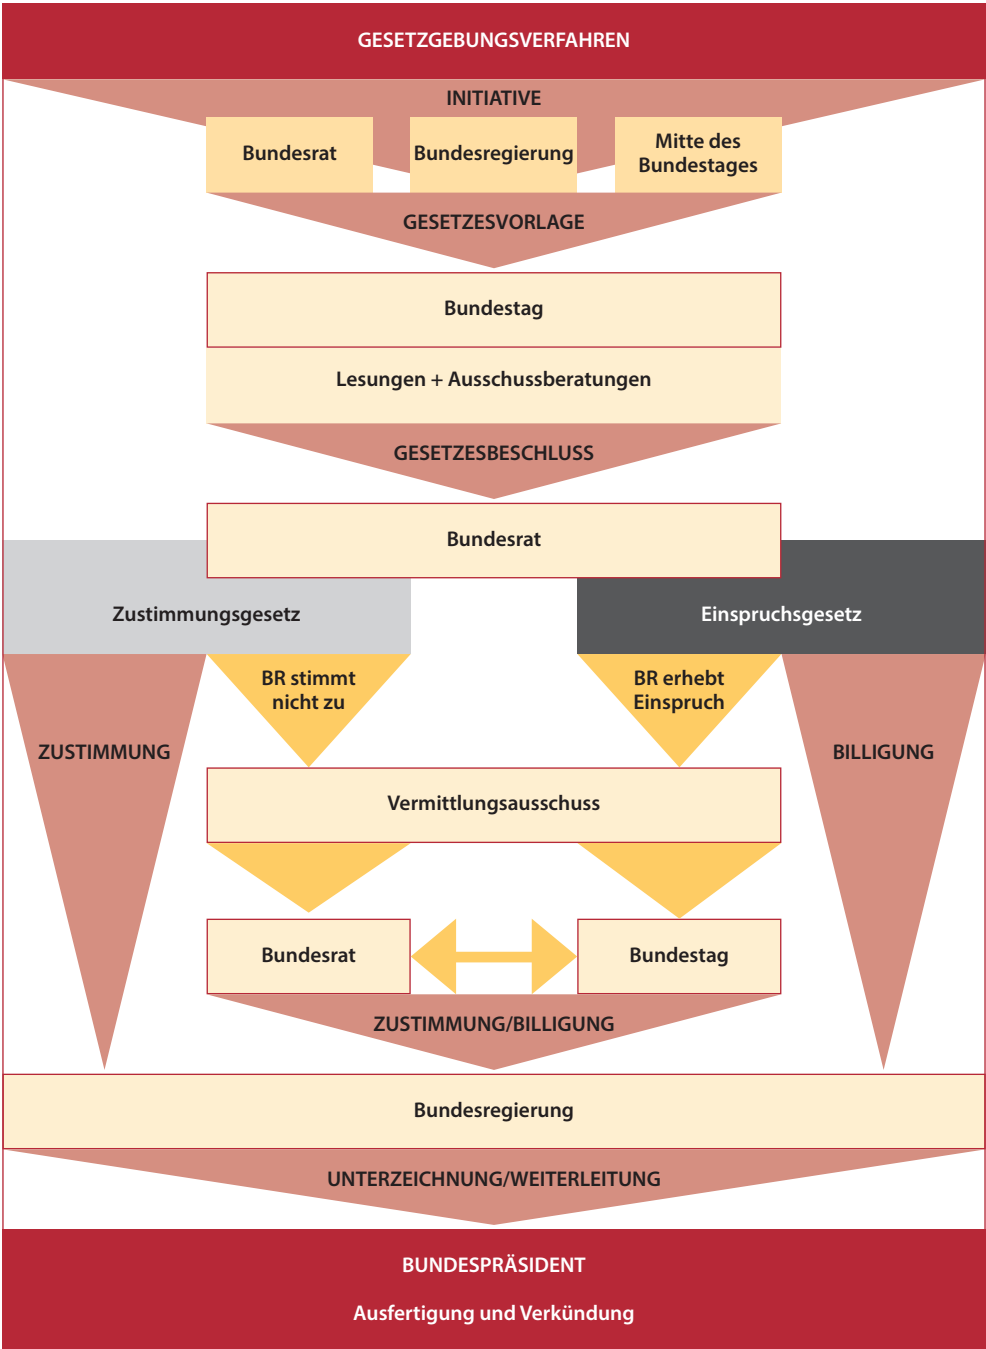 GESETZGEBUNGSVERFAHREN
INITIATIVE
Bundesrat
Bundesregierung
Mitte des
Bundestages
GESETZESVORLAGE
Bundestag
Lesungen + Ausschussberatungen
GESETZESBESCHLUSS
Bundesrat
Zustimmungsgesetz
Einspruchsgesetz
BR stimmt
nicht zu
BR erhebt
Einspruch
ZUSTIMMUNG
BILLIGUNG
Vermittlungsausschuss
Bundesrat
Bundestag
ZUSTIMMUNG/BILLIGUNG
Bundesregierung
UNTERZEICHNUNG/WEITERLEITUNG
BUNDESPRÄSIDENT
Ausfertigung und Verkündung